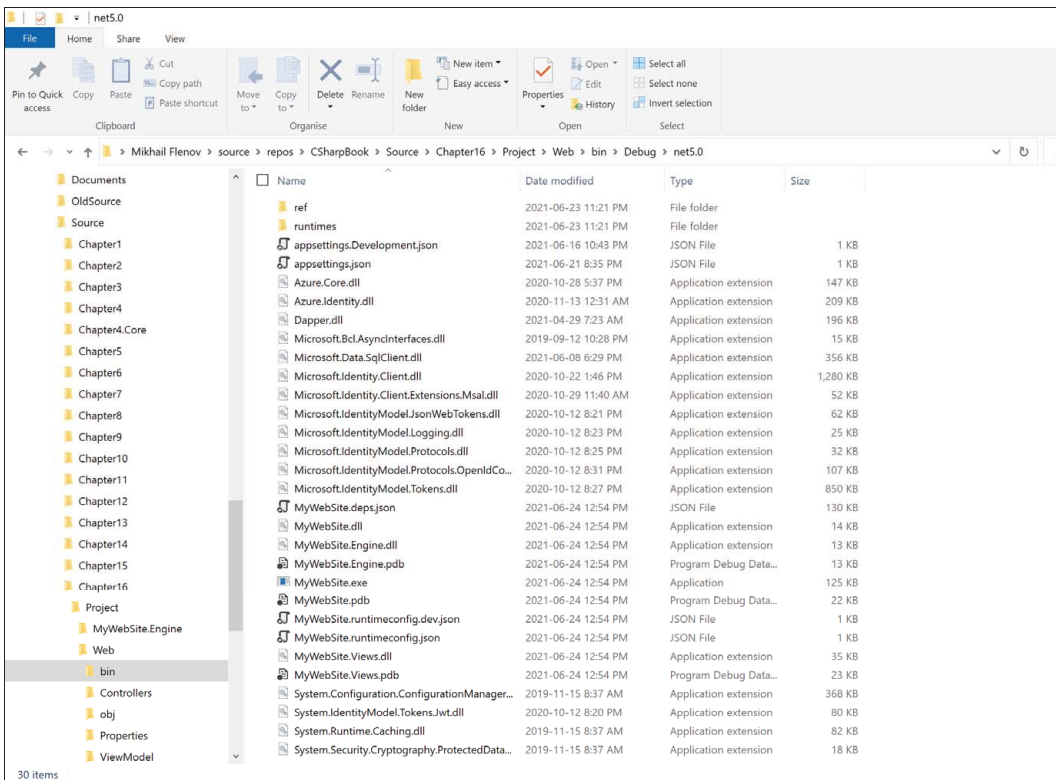 net5.0
File Home Share View
Pin to Quick access
Copy
Paste
Cut
Copy path
Paste shortcut
Clipboard
Move to
Copy to
Delete
Rename
Organise
New folder
New item
Easy access
New
Properties
Open
Edit
History
Open
Select all
Select none
Invert selection
Select
Mikhail Flenov > source > repos > CSharpBook > Source > Chapter16 > Project > Web > bin > Debug > net5.0
Documents
OldSource
Source
Chapter1
Chapter2
Chapter3
Chapter4
Chapter4.Core
Chapter5
Chapter6
Chapter7
Chapter8
Chapter9
Chapter10
Chapter11
Chapter12
Chapter13
Chapter14
Chapter15
Chapter16
Project
MyWebSite.Engine
Web
bin
Controllers
obj
Properties
ViewModel
Name Date modified Type Size
ref 2021-06-23 11:21 PM File folder
runtimes 2021-06-23 11:21 PM File folder
appsettings.Development.json 2021-06-16 10:43 PM JSON File 1 KB
appsettings.json 2021-06-21 8:35 PM JSON File 1 KB
Azure.Core.dll 2020-10-28 5:37 PM Application extension 147 KB
Azure.Identity.dll 2020-11-13 12:31 AM Application extension 209 KB
Dapper.dll 2021-04-29 7:23 AM Application extension 196 KB
Microsoft.Bcl.AsyncInterfaces.dll 2019-09-12 10:28 PM Application extension 15 KB
Microsoft.Data.SqlClient.dll 2021-06-08 6:29 PM Application extension 356 KB
Microsoft.Identity.Client.dll 2020-10-22 1:46 PM Application extension 1,280 KB
Microsoft.Identity.Client.Extensions.Msal.dll 2020-10-29 11:40 AM Application extension 52 KB
Microsoft.IdentityModel.JsonWebTokens.dll 2020-10-12 8:21 PM Application extension 62 KB
Microsoft.IdentityModel.Logging.dll 2020-10-12 8:23 PM Application extension 25 KB
Microsoft.IdentityModel.Protocols.dll 2020-10-12 8:25 PM Application extension 32 KB
Microsoft.IdentityModel.Protocols.OpenIdCo... 2020-10-12 8:31 PM Application extension 107 KB
Microsoft.IdentityModel.Tokens.dll 2020-10-12 8:27 PM Application extension 850 KB
MyWebSite.deps.json 2021-06-24 12:54 PM JSON File 130 KB
MyWebSite.dll 2021-06-24 12:54 PM Application extension 14 KB
MyWebSite.Engine.dll 2021-06-24 12:54 PM Application extension 13 KB
MyWebSite.Engine.pdb 2021-06-24 12:54 PM Program Debug Data... 13 KB
MyWebSite.exe 2021-06-24 12:54 PM Application 125 KB
MyWebSite.pdb 2021-06-24 12:54 PM Program Debug Data... 22 KB
MyWebSite.runtimeconfig.dev.json 2021-06-24 12:54 PM JSON File 1 KB
MyWebSite.runtimeconfig.json 2021-06-24 12:54 PM JSON File 1 KB
MyWebSite.Views.dll 2021-06-24 12:54 PM Application extension 35 KB
MyWebSite.Views.pdb 2021-06-24 12:54 PM Program Debug Data... 23 KB
System.Configuration.ConfigurationManager... 2019-11-15 8:37 AM Application extension 368 KB
System.IdentityModel.Tokens.Jwt.dll 2020-10-12 8:20 PM Application extension 80 KB
System.Runtime.Caching.dll 2019-11-15 8:37 AM Application extension 82 KB
System.Security.Cryptography.ProtectedData... 2019-11-15 8:37 AM Application extension 18 KB
30 items